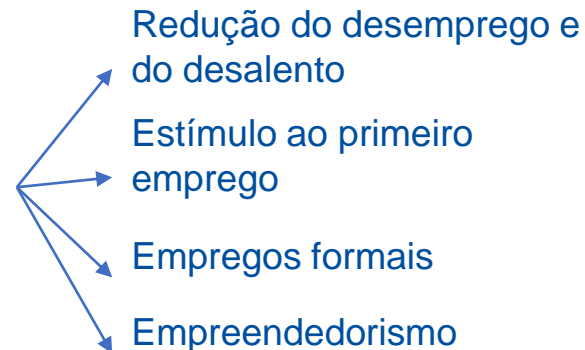 Redução do desemprego e
do desalento
Estímulo ao primeiro
emprego
Empregos formais
Empreendedorismo